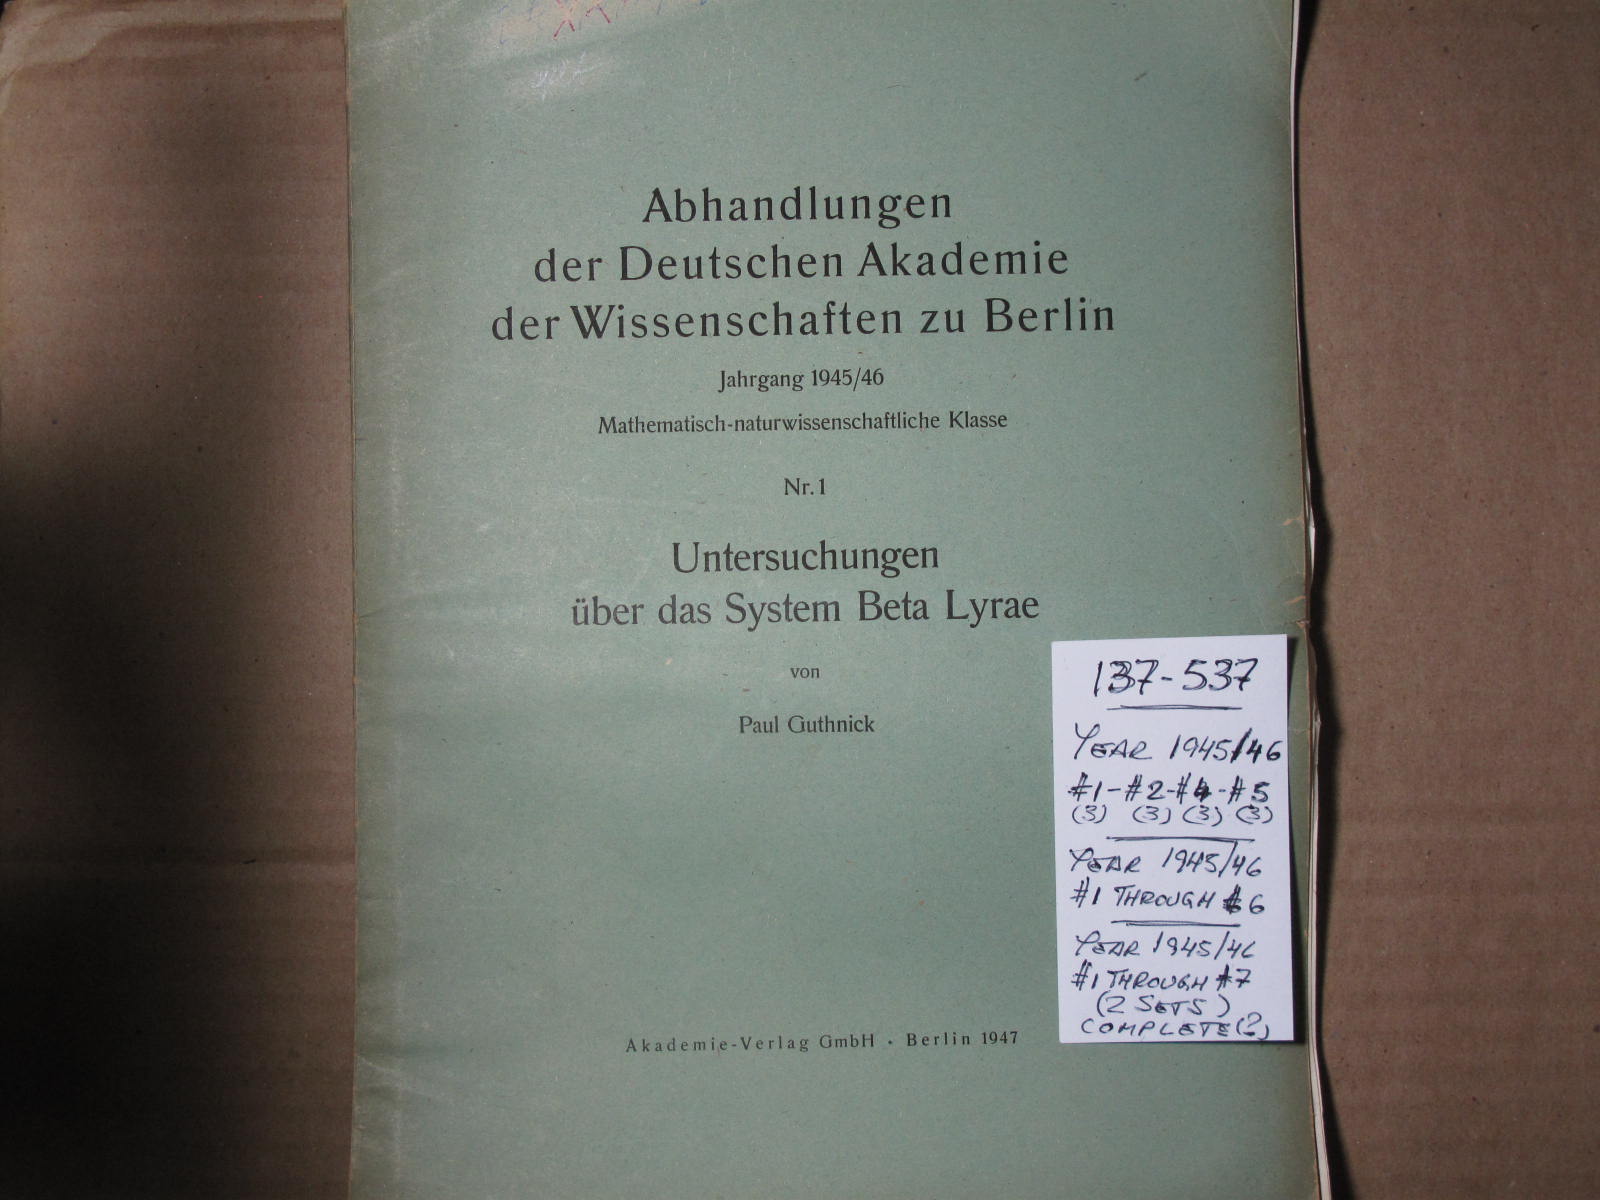 Abhandlungen
der Deutschen Akademie
der Wissenschaften zu Berlin
Jahrgang 1945/46
Mathematisch-naturwissenschaftliche Klasse
Nr. 1
Untersuchungen
über das System Beta Lyrae
von
Paul Guthnick
Akademie-Verlag GmbH • Berlin 1947
137-537
YEAR 1945/46
#1-#2-#4-#5
(3) (3) (3) (3)
YEAR 1945/46
#1 THROUGH #6
YEAR 1945/46
#1 THROUGH #7
(2 SETS)
COMPLETE(?)